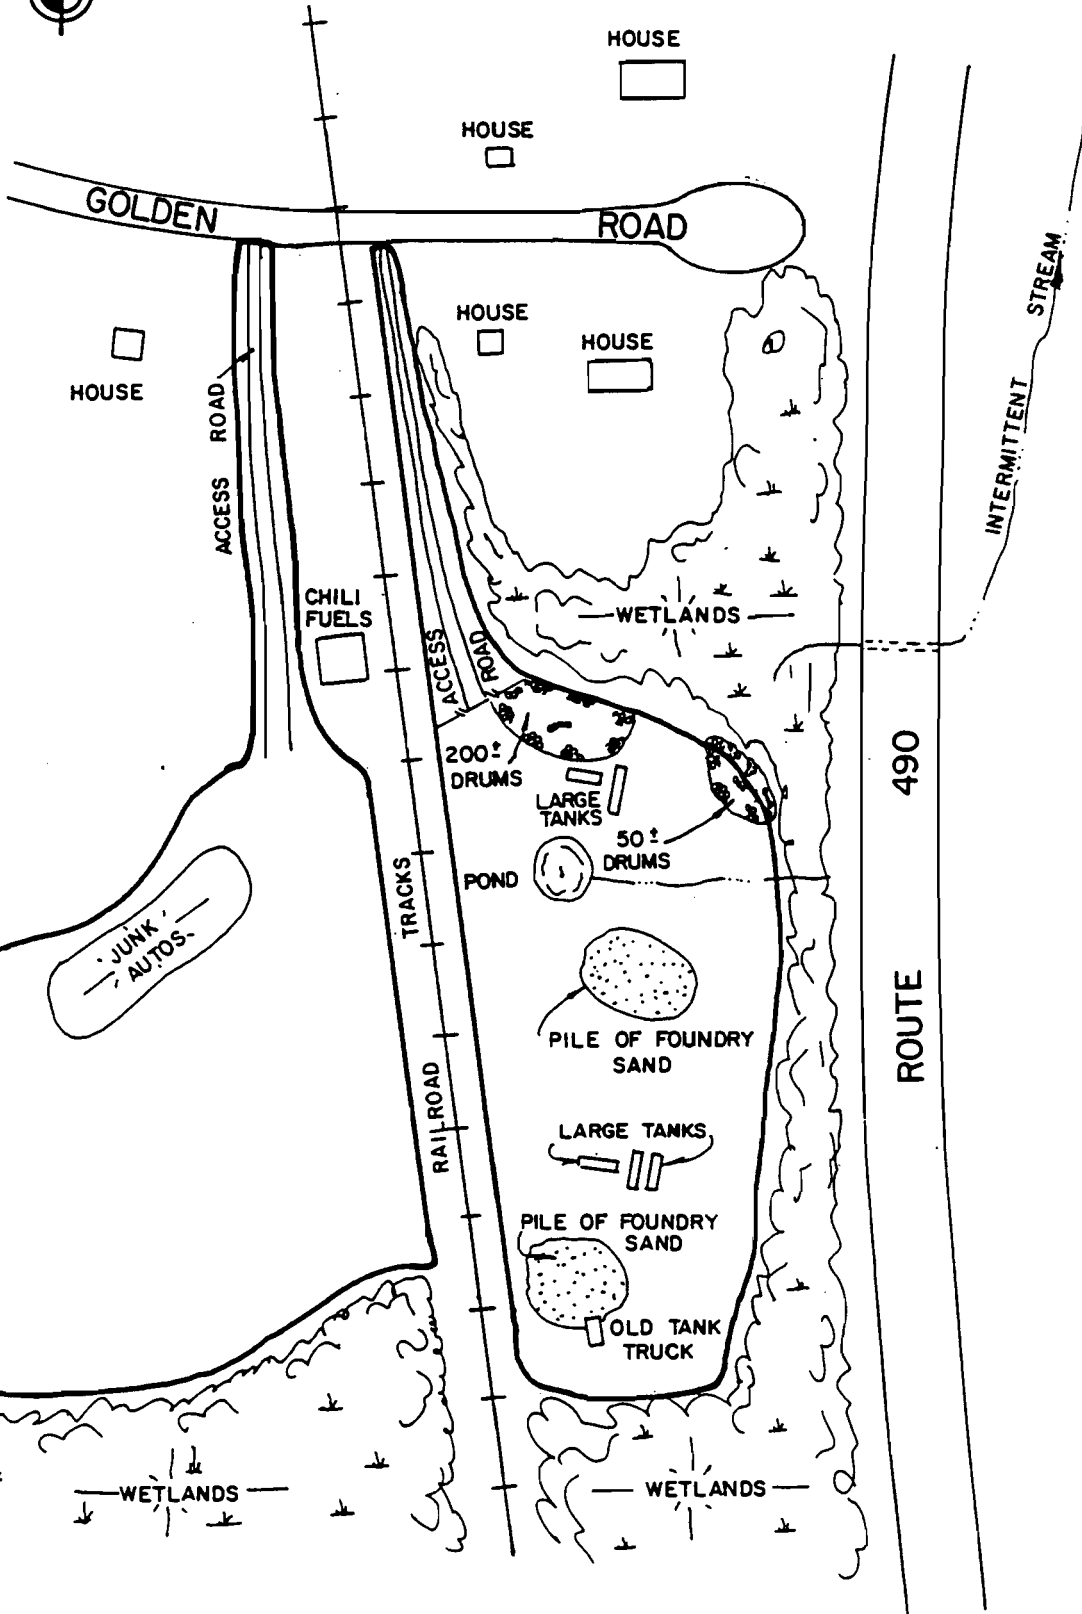 HOUSE
HOUSE
GOLDEN ROAD
STREAM
INTERMITTENT
HOUSE
HOUSE
HOUSE
ACCESS ROAD
CHILI
FUELS
WETLANDS
ACCESS
ROAD
200±
DRUMS
LARGE
TANKS
50±
DRUMS
490
ROUTE
POND
TRACKS
RAILROAD
JUNK
AUTOS
PILE OF FOUNDRY
SAND
LARGE TANKS
PILE OF FOUNDRY
SAND
OLD TANK
TRUCK
WETLANDS
WETLANDS